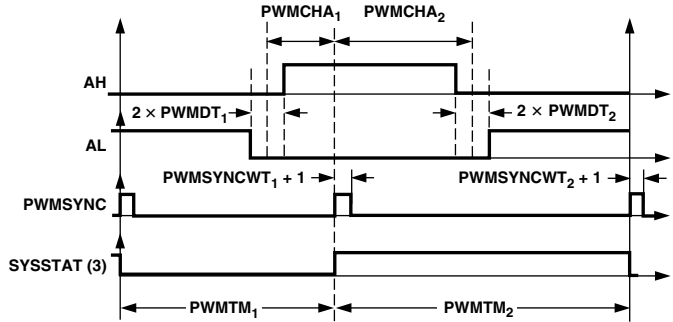 PWMCHA1 PWMCHA2
AH
2 × PWMDT1 2 × PWMDT2
AL
PWMSYNCWT1 + 1 PWMSYNCWT2 + 1
PWMSYNC
SYSSTAT (3)
PWMTM1 PWMTM2